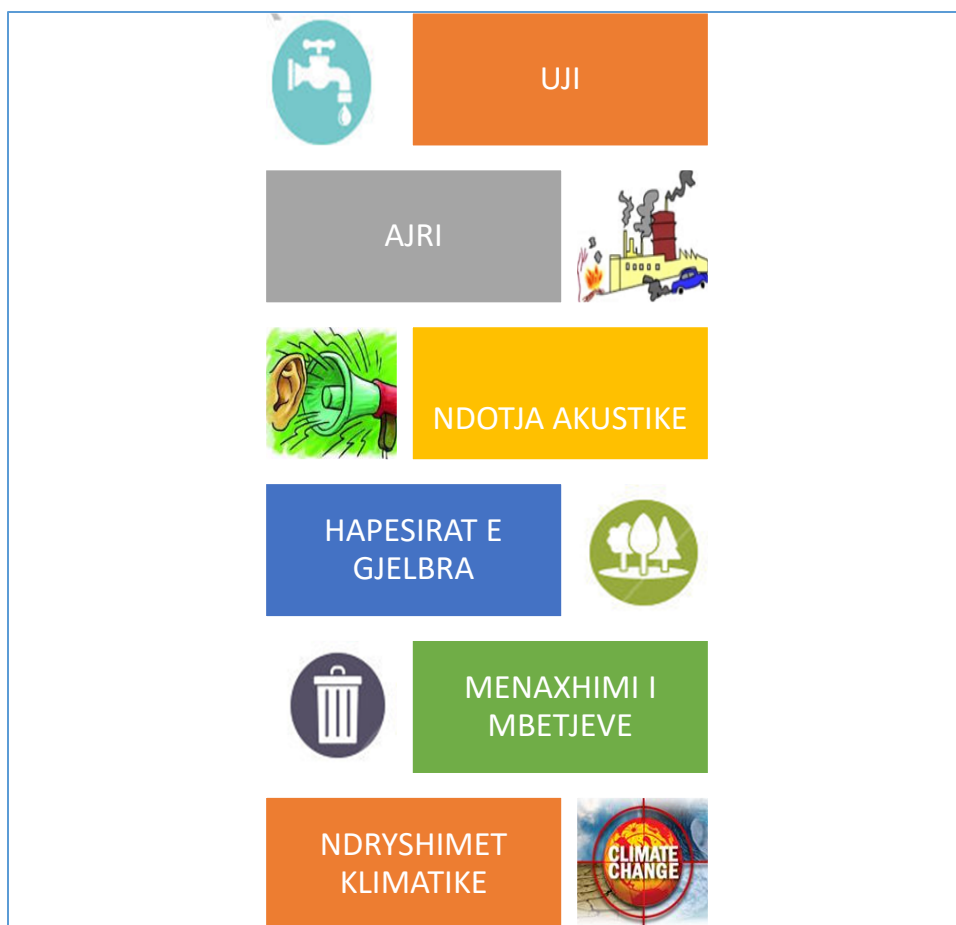 UJI
AJRI
NDOTJA AKUSTIKE
HAPESIRAT E
GJELBRA
MENAXHIMI I
MBETJEVE
NDRYSHIMET
KLIMATIKE
CLIMATE
CHANGE